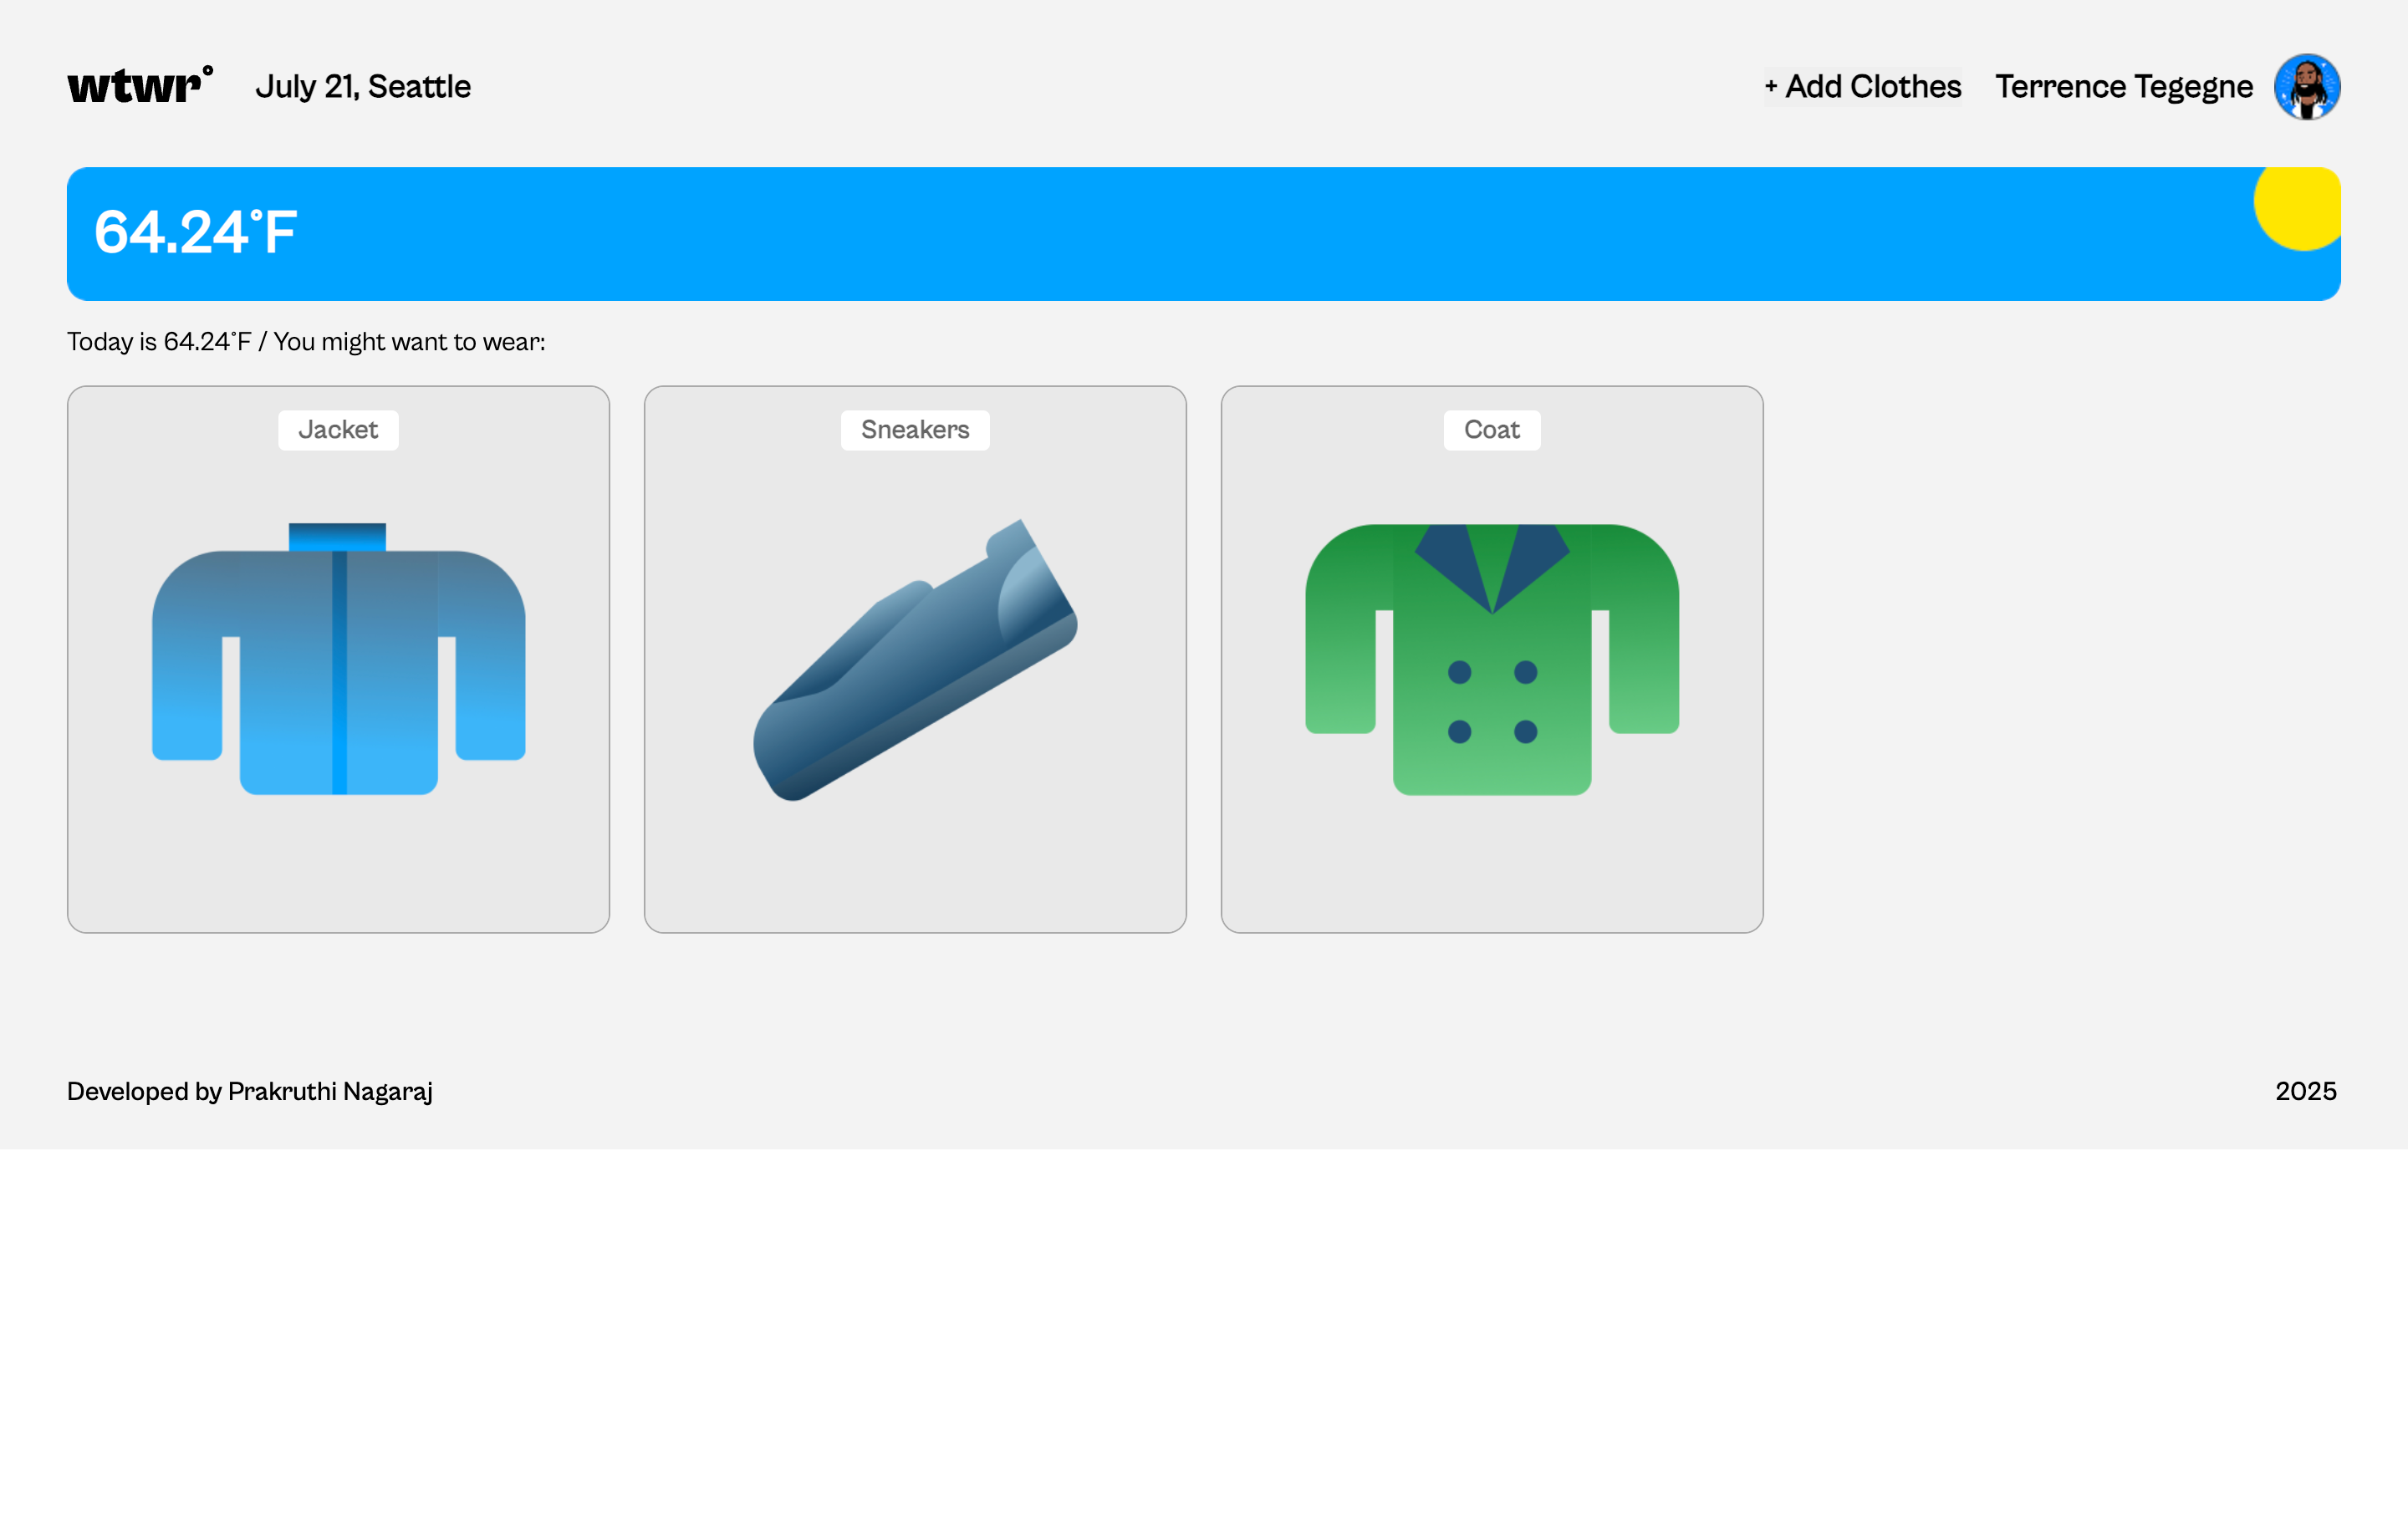 wtwr°
July 21, Seattle
+ Add Clothes
Terrence Tegegne
64.24°F
Today is 64.24°F / You might want to wear:
Jacket
Sneakers
Coat
Developed by Prakruthi Nagaraj
2025